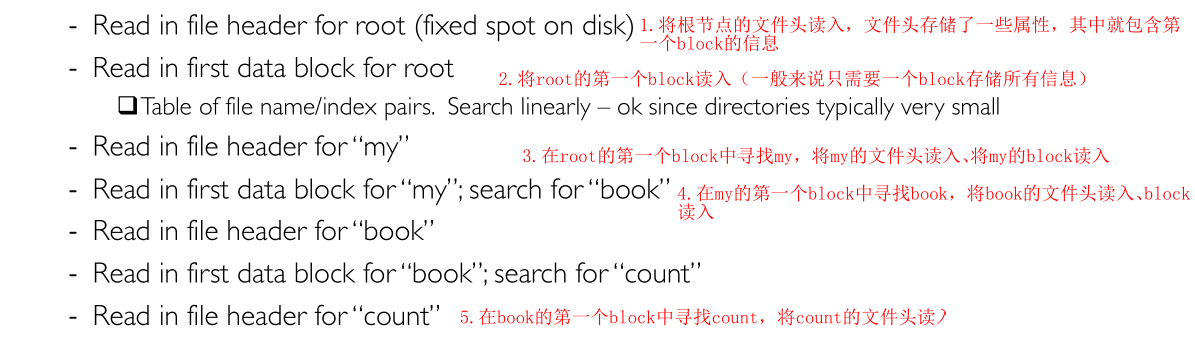 - Read in file header for root (fixed spot on disk) 1.将根节点的文件头读入，文件头存储了一些属性，其中就包含第
一个block的信息
- Read in first data block for root 2.将root的第一个block读入（一般来说只需要一个block存储所有信息）
❑Table of file name/index pairs. Search linearly – ok since directories typically very small
- Read in file header for “my” 3.在root的第一个block中寻找my，将my的文件头读入、将my的block读入
- Read in first data block for “my”; search for “book” 4.在my的第一个block中寻找book，将book的文件头读入、block
读入
- Read in file header for “book”
- Read in first data block for “book”; search for “count”
- Read in file header for “count” 5.在book的第一个block中寻找count，将count的文件头读